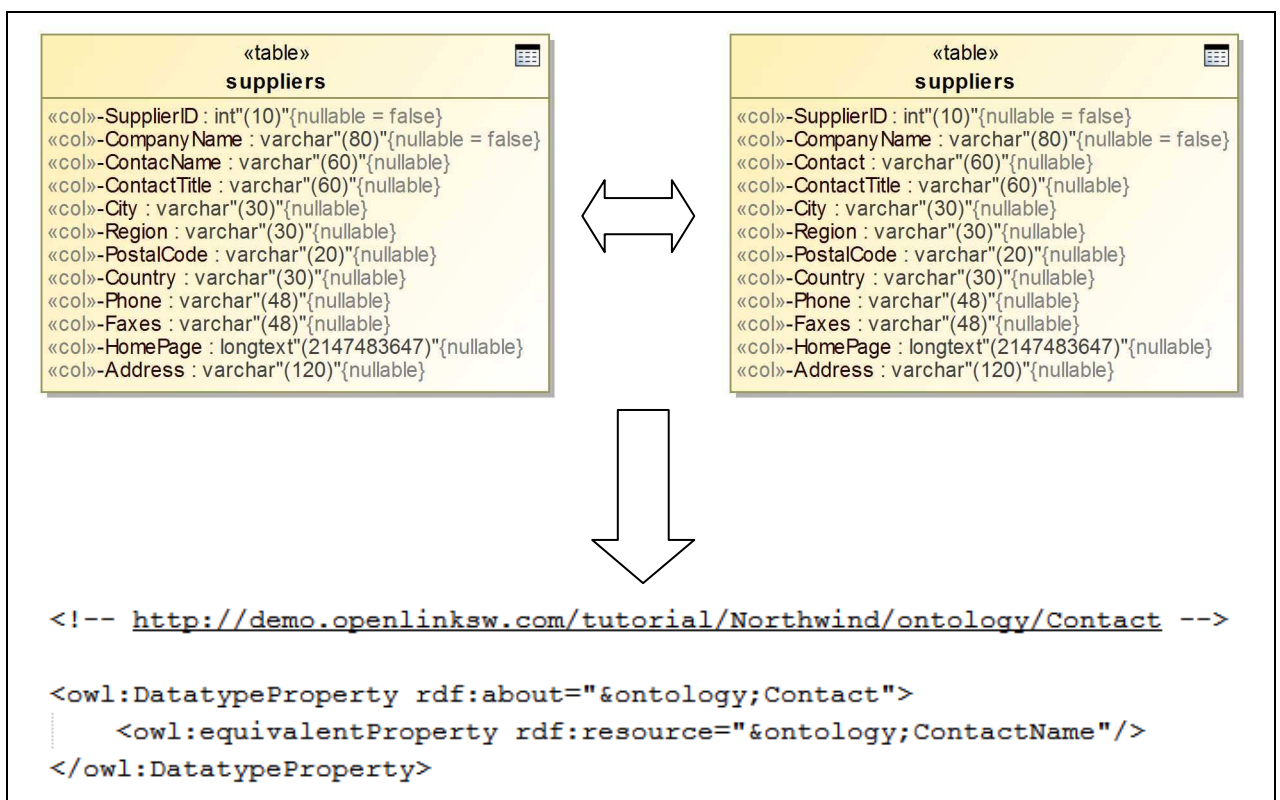 «table»
suppliers
«col»-SupplierID : int"(10)"{nullable = false}
«col»-CompanyName : varchar"(80)"{nullable = false}
«col»-ContacName : varchar"(60)"{nullable}
«col»-ContactTitle : varchar"(60)"{nullable}
«col»-City : varchar"(30)"{nullable}
«col»-Region : varchar"(30)"{nullable}
«col»-PostalCode : varchar"(20)"{nullable}
«col»-Country : varchar"(30)"{nullable}
«col»-Phone : varchar"(48)"{nullable}
«col»-Faxes : varchar"(48)"{nullable}
«col»-HomePage : longtext"(2147483647)"{nullable}
«col»-Address : varchar"(120)"{nullable}
«table»
suppliers
«col»-SupplierID : int"(10)"{nullable = false}
«col»-CompanyName : varchar"(80)"{nullable = false}
«col»-Contact : varchar"(60)"{nullable}
«col»-ContactTitle : varchar"(60)"{nullable}
«col»-City : varchar"(30)"{nullable}
«col»-Region : varchar"(30)"{nullable}
«col»-PostalCode : varchar"(20)"{nullable}
«col»-Country : varchar"(30)"{nullable}
«col»-Phone : varchar"(48)"{nullable}
«col»-Faxes : varchar"(48)"{nullable}
«col»-HomePage : longtext"(2147483647)"{nullable}
«col»-Address : varchar"(120)"{nullable}
<!-- http://demo.openlinksw.com/tutorial/Northwind/ontology/Contact -->
<owl:DatatypeProperty rdf:about="&ontology;Contact">
<owl:equivalentProperty rdf:resource="&ontology;ContactName"/>
</owl:DatatypeProperty>